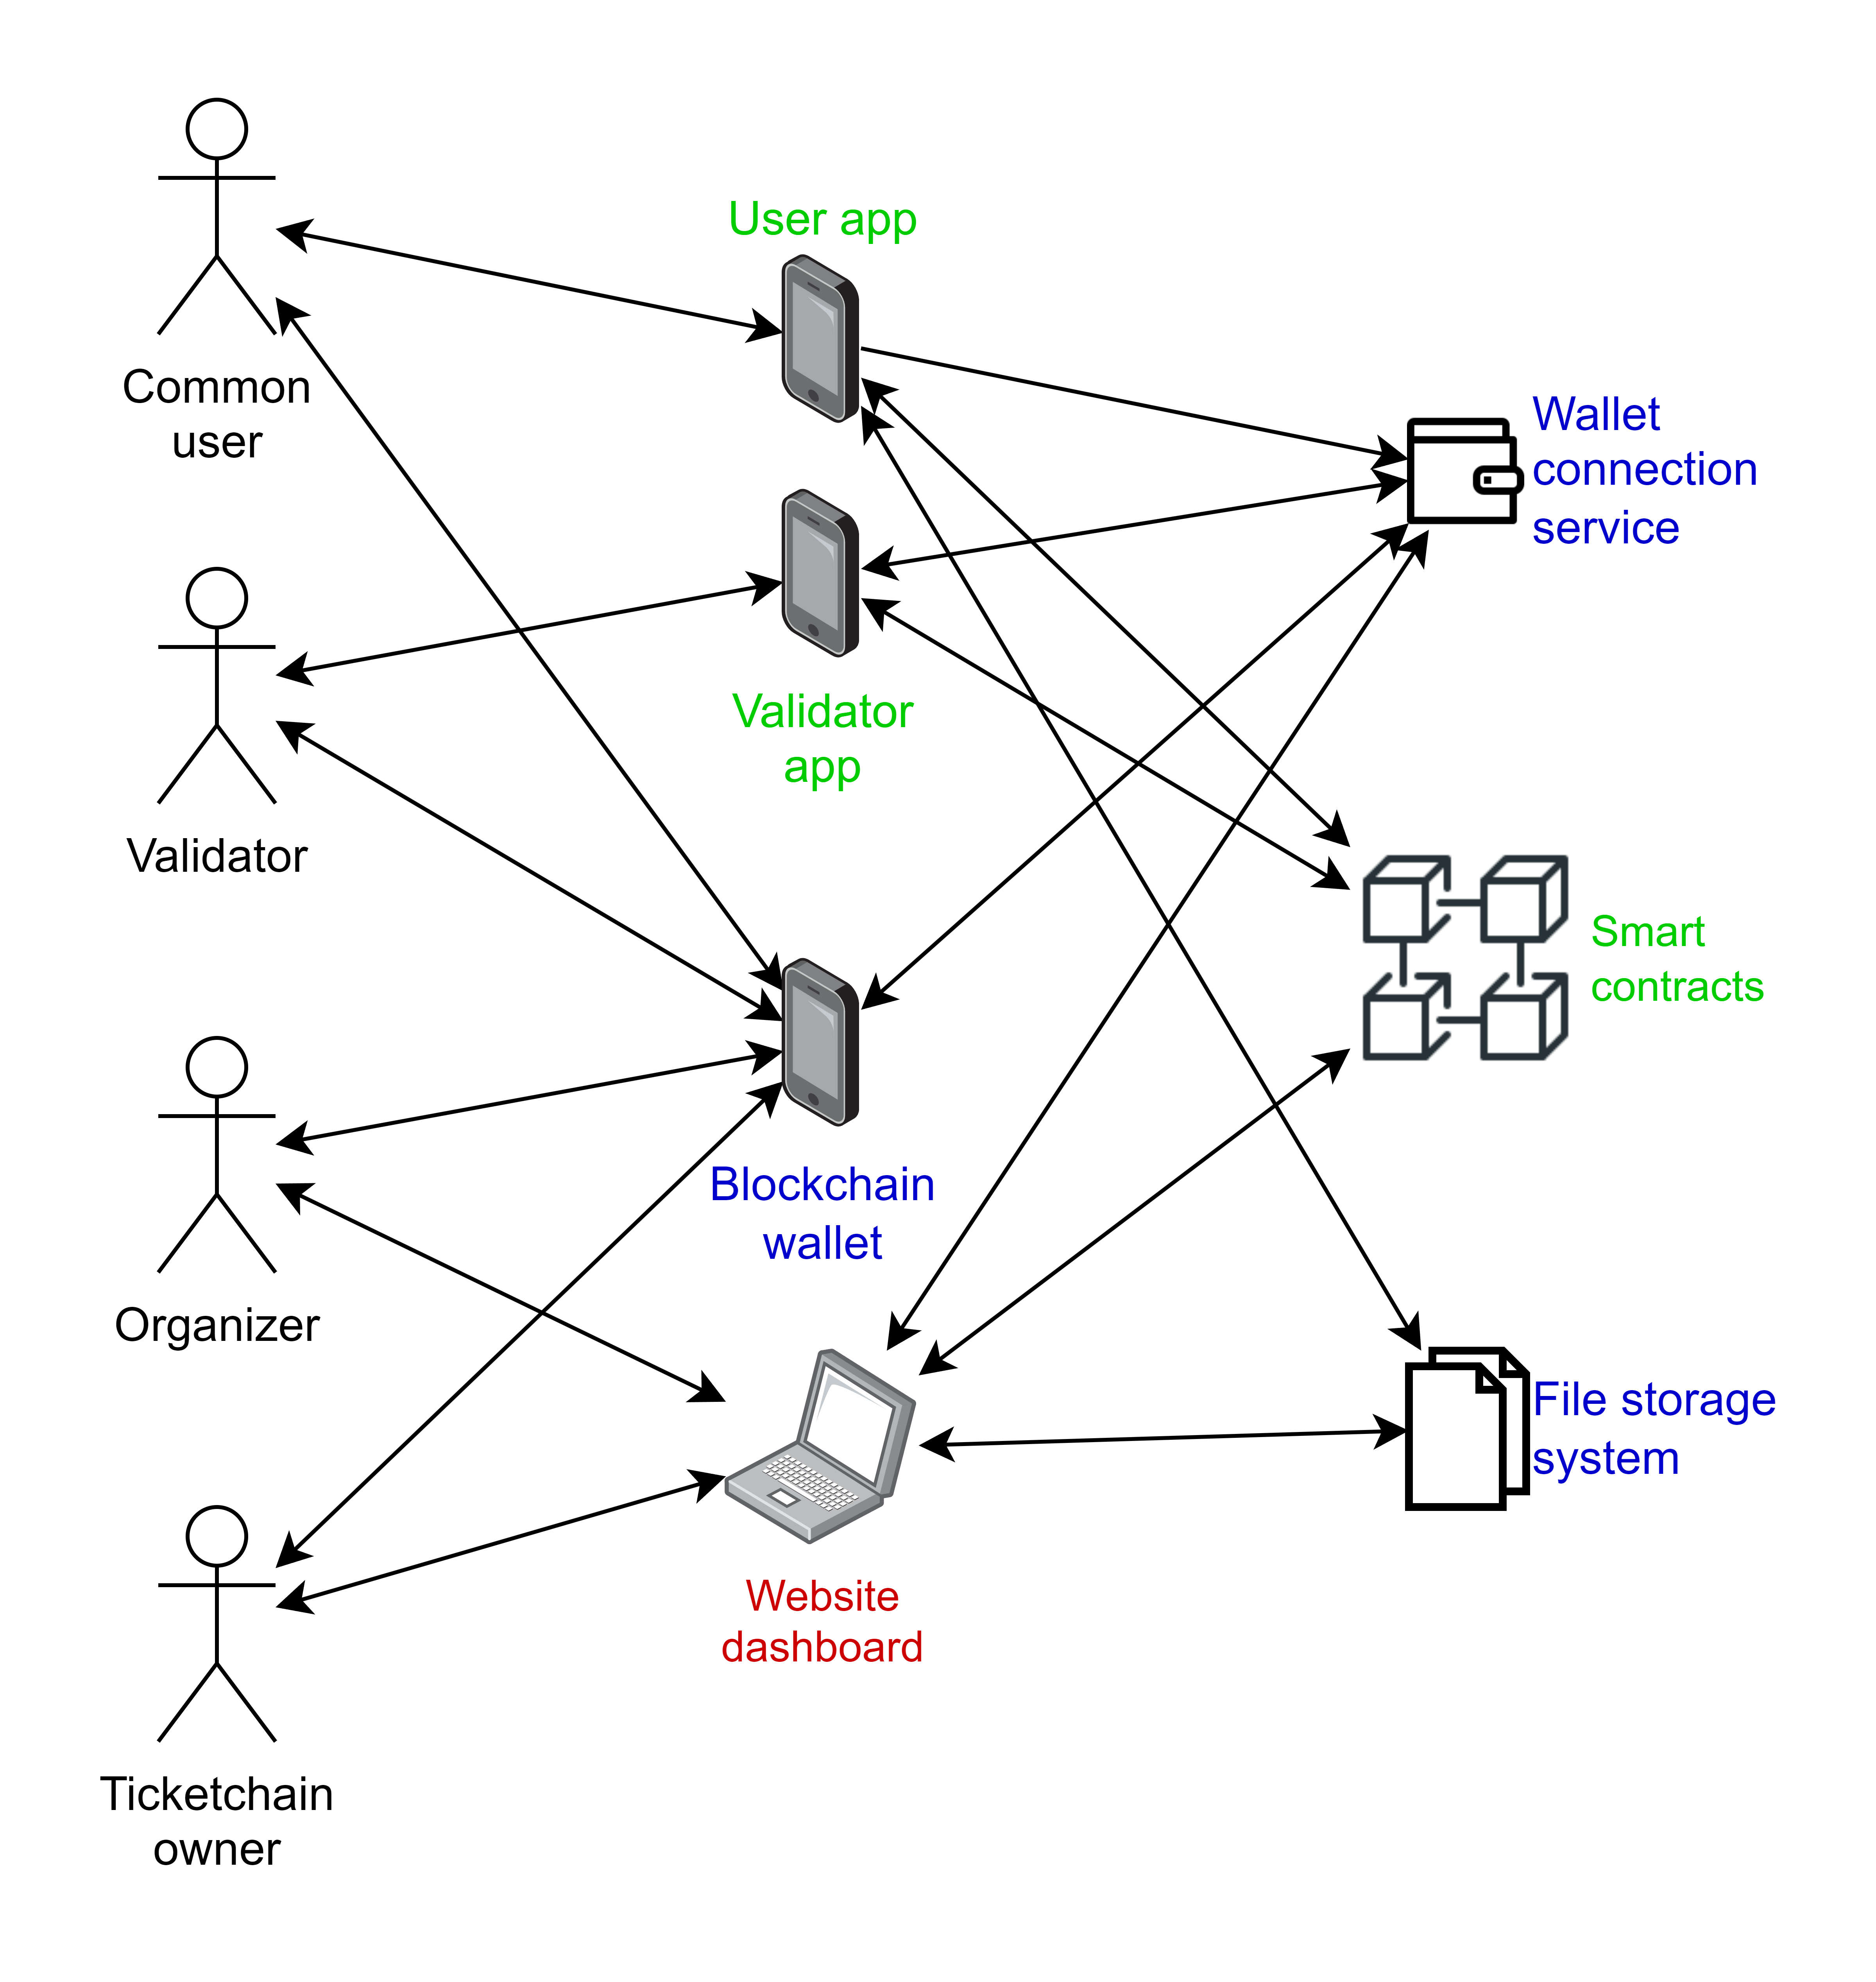 Common
user
Validator
Organizer
Ticketchain
owner
User app
Validator
app
Blockchain
wallet
Website
dashboard
Wallet
connection
service
Smart
contracts
File storage
system